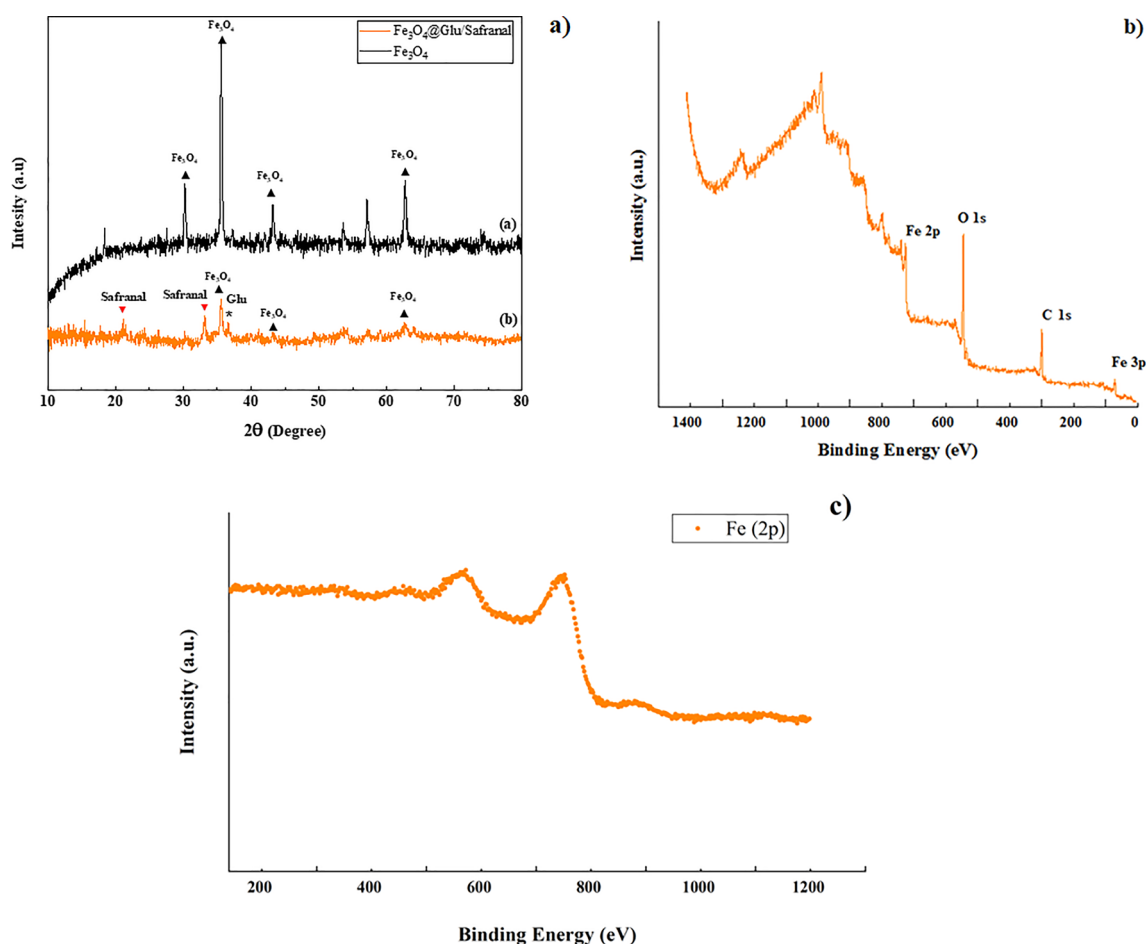 a)
Fe₃O₄@Glu/Safranal
Fe₃O₄
Fe₃O₄
Fe₃O₄
Fe₃O₄
Fe₃O₄
(a)
Safranal
Safranal
Fe₃O₄
Glu
*
Fe₃O₄
Fe₃O₄
(b)
Intesity (a.u)
10 20 30 40 50 60 70 80
2θ (Degree)
b)
Intensity (a.u.)
Fe 2p
O 1s
C 1s
Fe 3p
1400 1200 1000 800 600 400 200 0
Binding Energy (eV)
c)
Fe (2p)
Intensity (a.u.)
200 400 600 800 1000 1200
Binding Energy (eV)